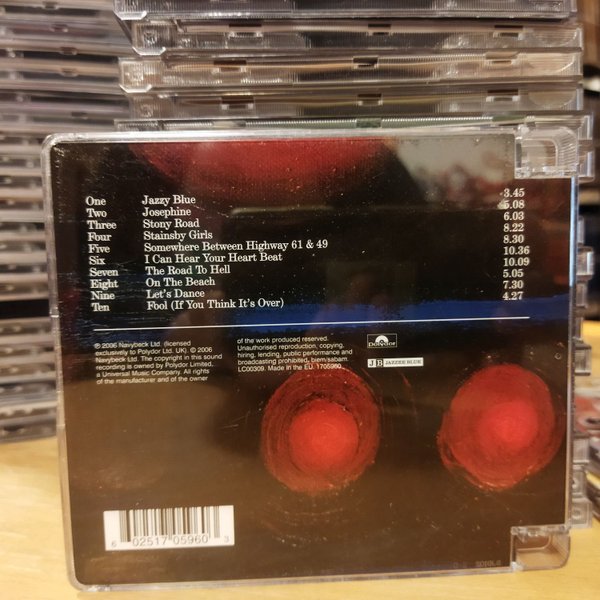 One Jazzy Blue 3.45
Two Josephine 5.08
Three Stony Road 6.03
Four Stainsby Girls 8.22
Five Somewhere Between Highway 61 & 49 8.30
Six I Can Hear Your Heart Beat 10.36
Seven The Road To Hell 10.09
Eight On The Beach 5.05
Nine Let's Dance 7.30
Ten Fool (If You Think It's Over) 4.27
℗ 2006 Navybeck Ltd. (licensed
exclusively to Polydor Ltd. UK). © 2006
Navybeck Ltd. The copyright in this sound
recording is owned by Polydor Limited,
a Universal Music Company. All rights
of the manufacturer and of the owner
of the work produced reserved.
Unauthorised reproduction, copying,
hiring, lending, public performance and
broadcasting prohibited, biem/sabam.
LC00309. Made in the EU. 1705960.
Polydor
JB JAZZEE BLUE
6 02517 05960 3